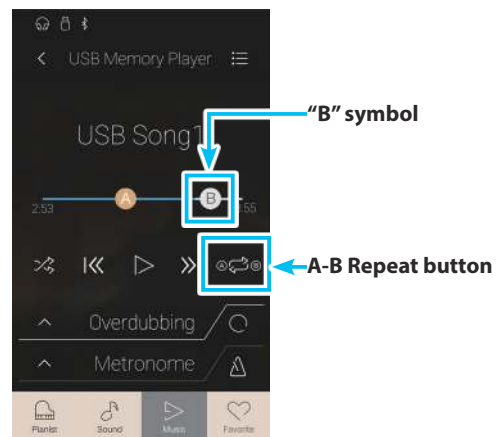 USB Memory Player
"B" symbol
USB Song1
A
B
2:53
:55
A B
A-B Repeat button
Overdubbing
Metronome
Pianist Sound Music Favorite